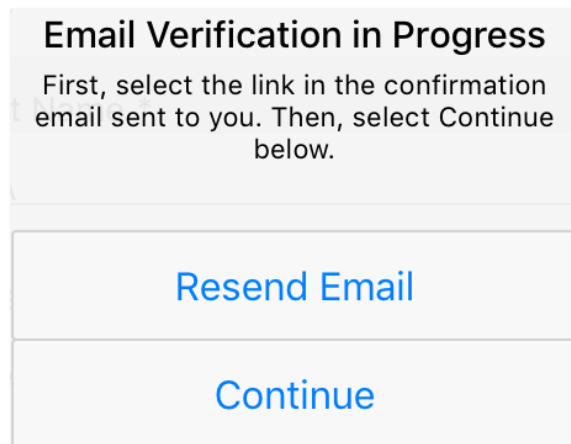 Email Verification in Progress
First, select the link in the confirmation
email sent to you. Then, select Continue
below.
Resend Email
Continue